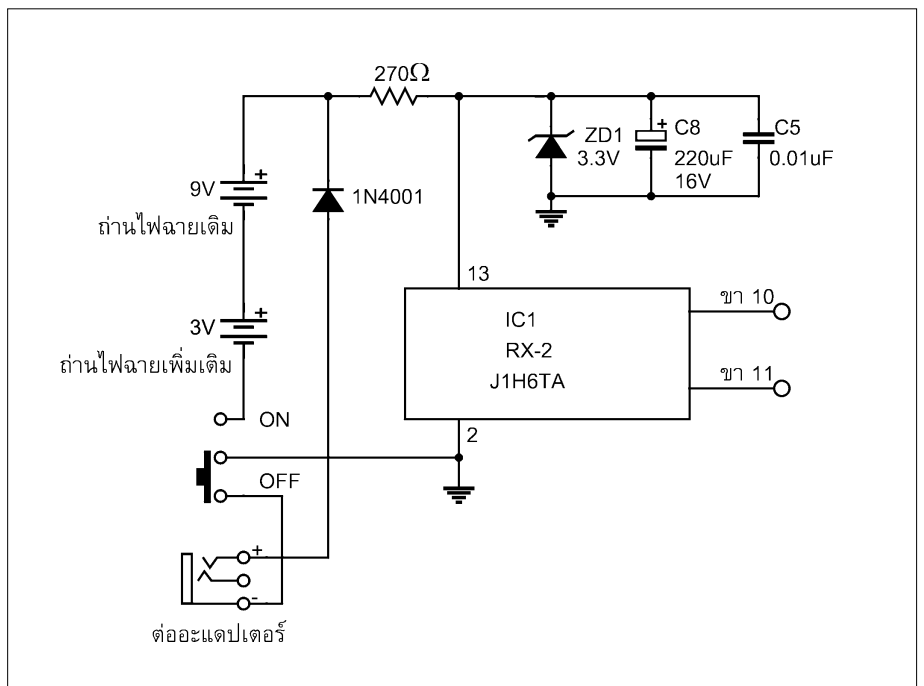 270Ω
9V
+
ถ่านไฟฉายเดิม
1N4001
ZD1
3.3V
+
C8
220uF
16V
C5
0.01uF
3V
+
ถ่านไฟฉายเพิ่มเติม
13
IC1
RX-2
J1H6TA
ขา 10
ขา 11
2
ON
OFF
+
-
ต่ออะแดปเตอร์